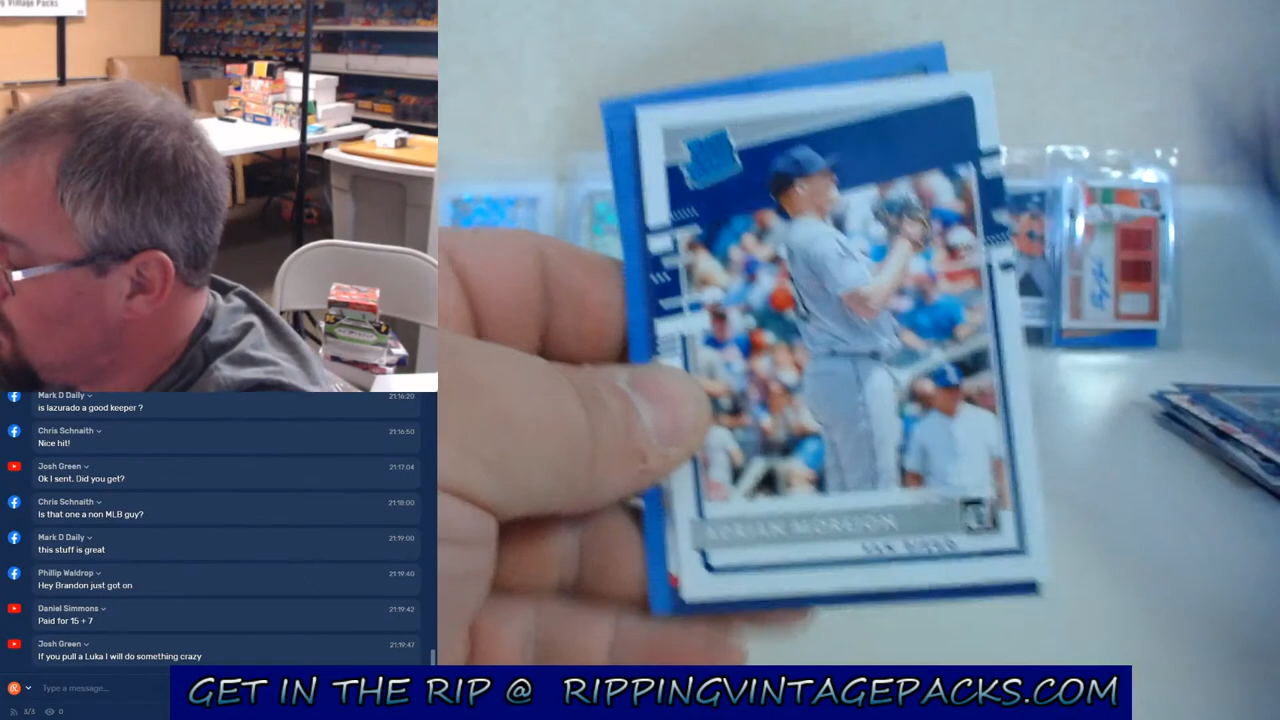 g Vintage Packs
Mark D Daily
21:16:20
is lazurado a good keeper ?
Chris Schnaith
21:16:50
Nice hit!
Josh Green
21:17:04
Ok I sent. Did you get?
Chris Schnaith
21:18:00
Is that one a non MLB guy?
Mark D Daily
21:19:00
this stuff is great
Phillip Waldrop
21:19:40
Hey Brandon just got on
Daniel Simmons
21:19:42
Paid for 15 + 7
Josh Green
21:19:47
If you pull a Luka I will do something crazy
Type a message...
3/3
0
ADRIAN MOREJON
SAN DIEGO
GET IN THE RIP @ RIPPINGVINTAGEPACKS.COM